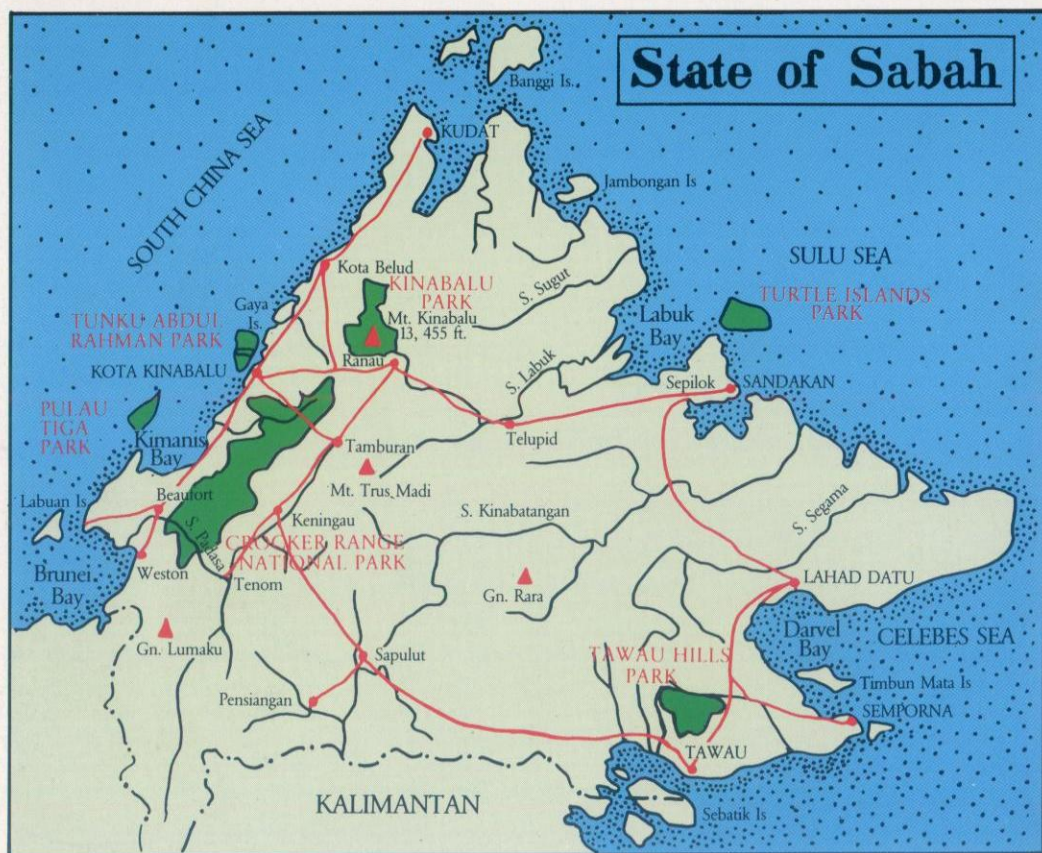 State of Sabah
Banggi Is.
KUDAT
SOUTH CHINA SEA
Jambongan Is
SULU SEA
Kota Belud
KINABALU
PARK
Mt. Kinabalu
13, 455 ft.
S. Sugut
TURTLE ISLANDS
PARK
Gaya
Is.
Labuk
Bay
TUNKU ABDUL
RAHMAN PARK
Ranau
KOTA KINABALU
S. Labuk
Sepilok
SANDAKAN
PULAU
TIGA
PARK
Kimanis
Bay
Telupid
Tamburan
Mt. Trus Madi
Labuan Is
Beaufort
S. Padasa
Keningau
S. Kinabatangan
S. Segama
CROCKER RANGE
NATIONAL PARK
Brunei
Bay
Weston
Tenom
Gn. Rara
LAHAD DATU
Gn. Lumaku
Darvel
Bay
CELEBES SEA
Sapulut
TAWAU HILLS
PARK
Timbun Mata Is
Pensiangan
SEMPORNA
TAWAU
KALIMANTAN
Sebatik Is